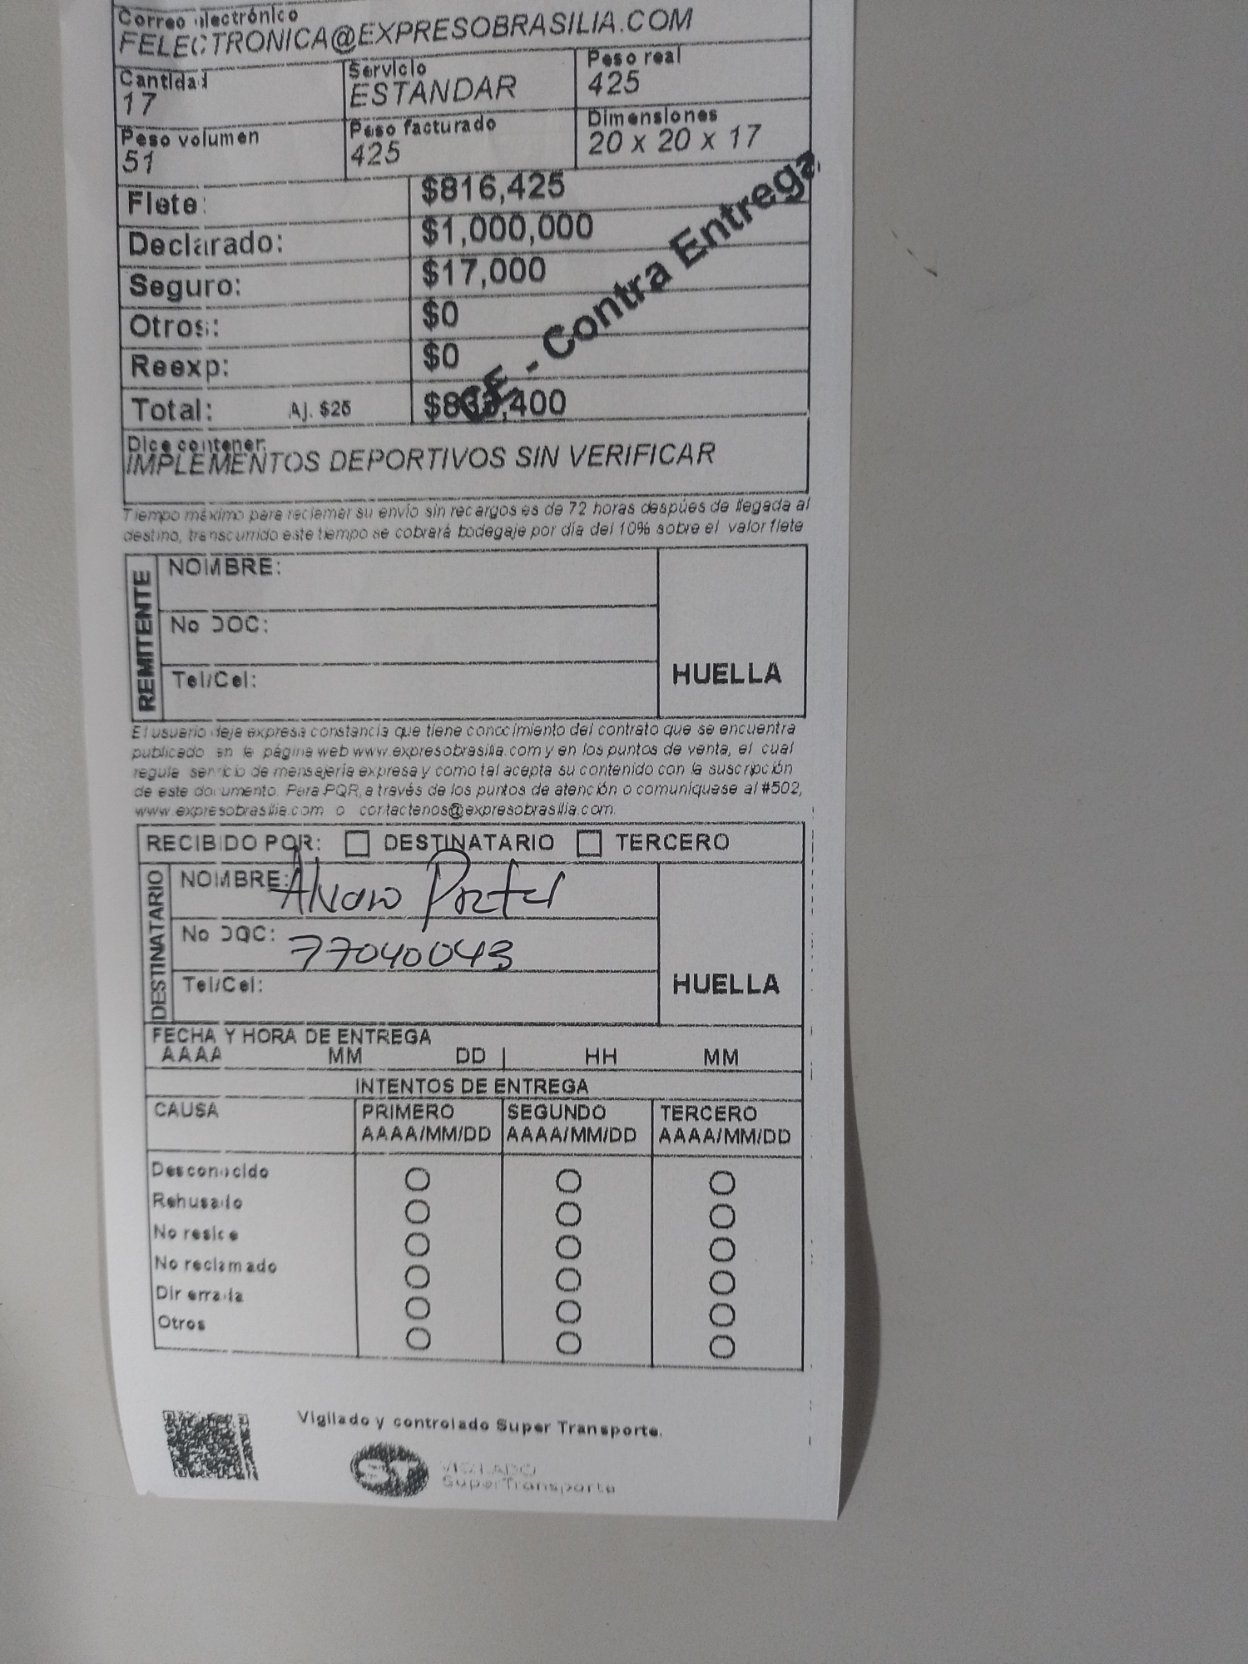 Correo electrónico
FELECTRONICA@EXPRESOBRASILIA.COM
Cantidad Servicio Peso real
17 ESTANDAR 425
Peso volumen Peso facturado Dimensiones
51 425 20 x 20 x 17
Flete: $816,425
Declarado: $1,000,000
Seguro: $17,000
Otros: $0
Reexp: $0
Total: Aj. $25 $833,400
CE - Contra Entrega
Dice contener:
IMPLEMENTOS DEPORTIVOS SIN VERIFICAR
Tiempo máximo para reclamar su envío sin recargos es de 72 horas despúes de llegada al
destino, transcurrido este tiempo se cobrará bodegaje por día del 10% sobre el valor flete
REMITENTE
NOMBRE:
No DOC:
Tel/Cel:
HUELLA
El usuario deja expresa constancia que tiene conocimiento del contrato que se encuentra
publicado en la página web www.expresobrasilia.com y en los puntos de venta, el cual
regula servicio de mensajería expresa y como tal acepta su contenido con la suscripción
de este documento. Para PQR, a través de los puntos de atención o comuníquase al #502,
www.expresobrasilia.com o contactenos@expresobrasilia.com.
RECIBIDO POR: DESTINATARIO TERCERO
DESTINATARIO
NOMBRE: Alvaro
No DOC: 77040043
Tel/Cel:
HUELLA
FECHA Y HORA DE ENTREGA
AAAA MM DD | HH MM
INTENTOS DE ENTREGA
CAUSA PRIMERO SEGUNDO TERCERO
AAAA/MM/DD AAAA/MM/DD AAAA/MM/DD
Desconocido
Rehusado
No reside
No reclamado
Dir errada
Otros
Vigilado y controlado Super Transporte.
ST VIGILADO
SuperTransporte